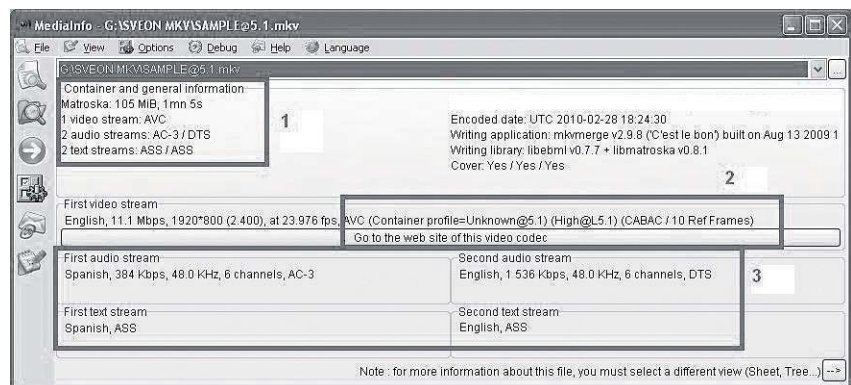 MediaInfo - G:\SVEON MKV\SAMPLE@5.1.mkv
File View Options Debug Help Language
G:\SVEON MKV\SAMPLE@5.1.mkv
Container and general information
Matroska: 105 MiB, 1mn 5s
1 video stream: AVC
2 audio streams: AC-3 / DTS
2 text streams: ASS / ASS
1
Encoded date: UTC 2010-02-28 18:24:30
Writing application: mkvmerge v2.9.8 ('C'est le bon') built on Aug 13 2009 1
Writing library: libebml v0.7.7 + libmatroska v0.8.1
Cover: Yes / Yes / Yes
2
First video stream
English, 11.1 Mbps, 1920*800 (2.400), at 23.976 fps, AVC (Container profile=Unknown@5.1) (High@L5.1) (CABAC / 10 Ref Frames)
Go to the web site of this video codec
First audio stream
Spanish, 384 Kbps, 48.0 KHz, 6 channels, AC-3
Second audio stream
English, 1 536 Kbps, 48.0 KHz, 6 channels, DTS
3
First text stream
Spanish, ASS
Second text stream
English, ASS
Note : for more information about this file, you must select a different view (Sheet, Tree...)
-->